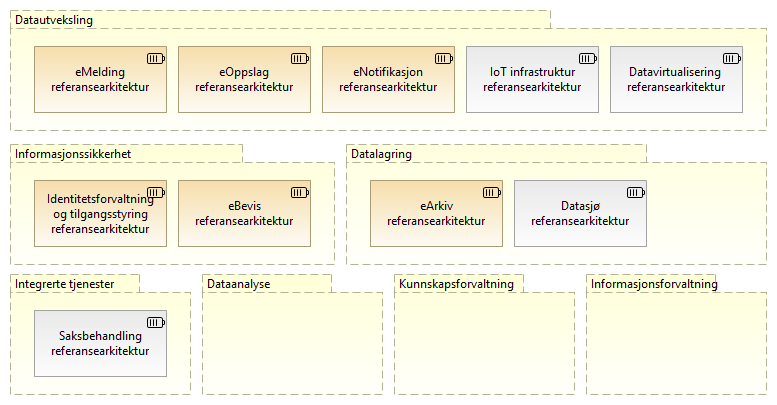 Datautveksling
eMelding
referansearkitektur
eOppslag
referansearkitektur
eNotifikasjon
referansearkitektur
IoT infrastruktur
referansearkitektur
Datavirtualisering
referansearkitektur
Informasjonssikkerhet
Identitetsforvaltning
og tilgangsstyring
referansearkitektur
eBevis
referansearkitektur
Datalagring
eArkiv
referansearkitektur
Datasjø
referansearkitektur
Integrerte tjenester
Saksbehandling
referansearkitektur
Dataanalyse
Kunnskapsforvaltning
Informasjonsforvaltning